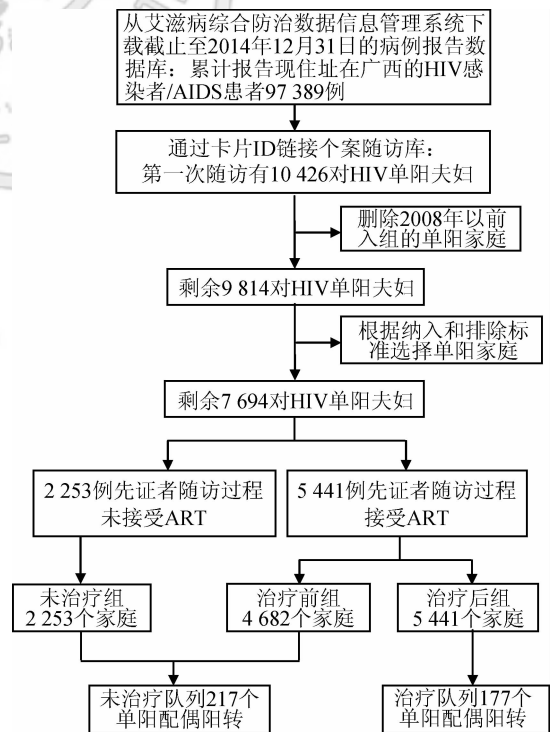 从艾滋病综合防治数据信息管理系统下
载截止至2014年12月31日的病例报告数
据库：累计报告现住址在广西的HIV感
染者/AIDS患者97 389例
通过卡片ID链接个案随访库：
第一次随访有10 426对HIV单阳夫妇
删除2008年以前
入组的单阳家庭
剩余9 814对HIV单阳夫妇
根据纳入和排除标
准选择单阳家庭
剩余7 694对HIV单阳夫妇
2 253例先证者随访过程
未接受ART
5 441例先证者随访过程
接受ART
未治疗组
2 253个家庭
治疗前组
4 682个家庭
治疗后组
5 441个家庭
未治疗队列217个
单阳配偶阳转
治疗队列177个
单阳配偶阳转